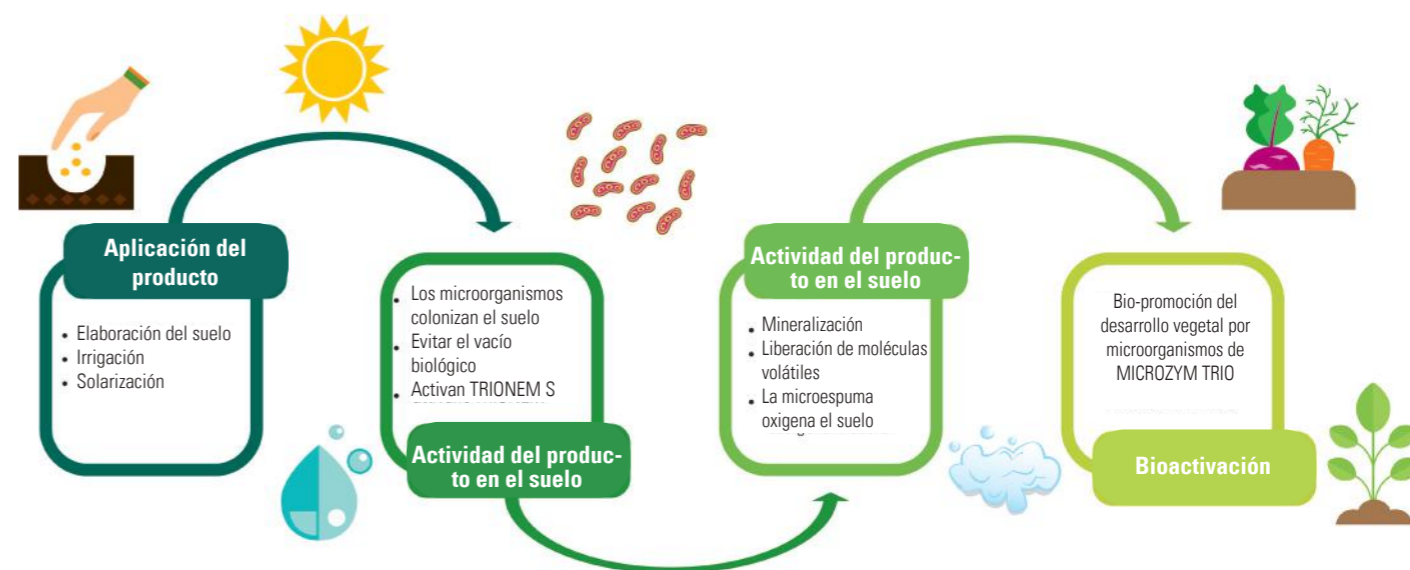 Aplicación del
producto
• Elaboración del suelo
• Irrigación
• Solarización
• Los microorganismos
colonizan el suelo
• Evitar el vacío
biológico
• Activan TRIONEM S
Actividad del produc-
to en el suelo
Actividad del produc-
to en el suelo
• Mineralización
• Liberación de moléculas
volátiles
• La microespuma
oxigena el suelo
Bio-promoción del
desarrollo vegetal por
microorganismos de
MICROZYM TRIO
Bioactivación